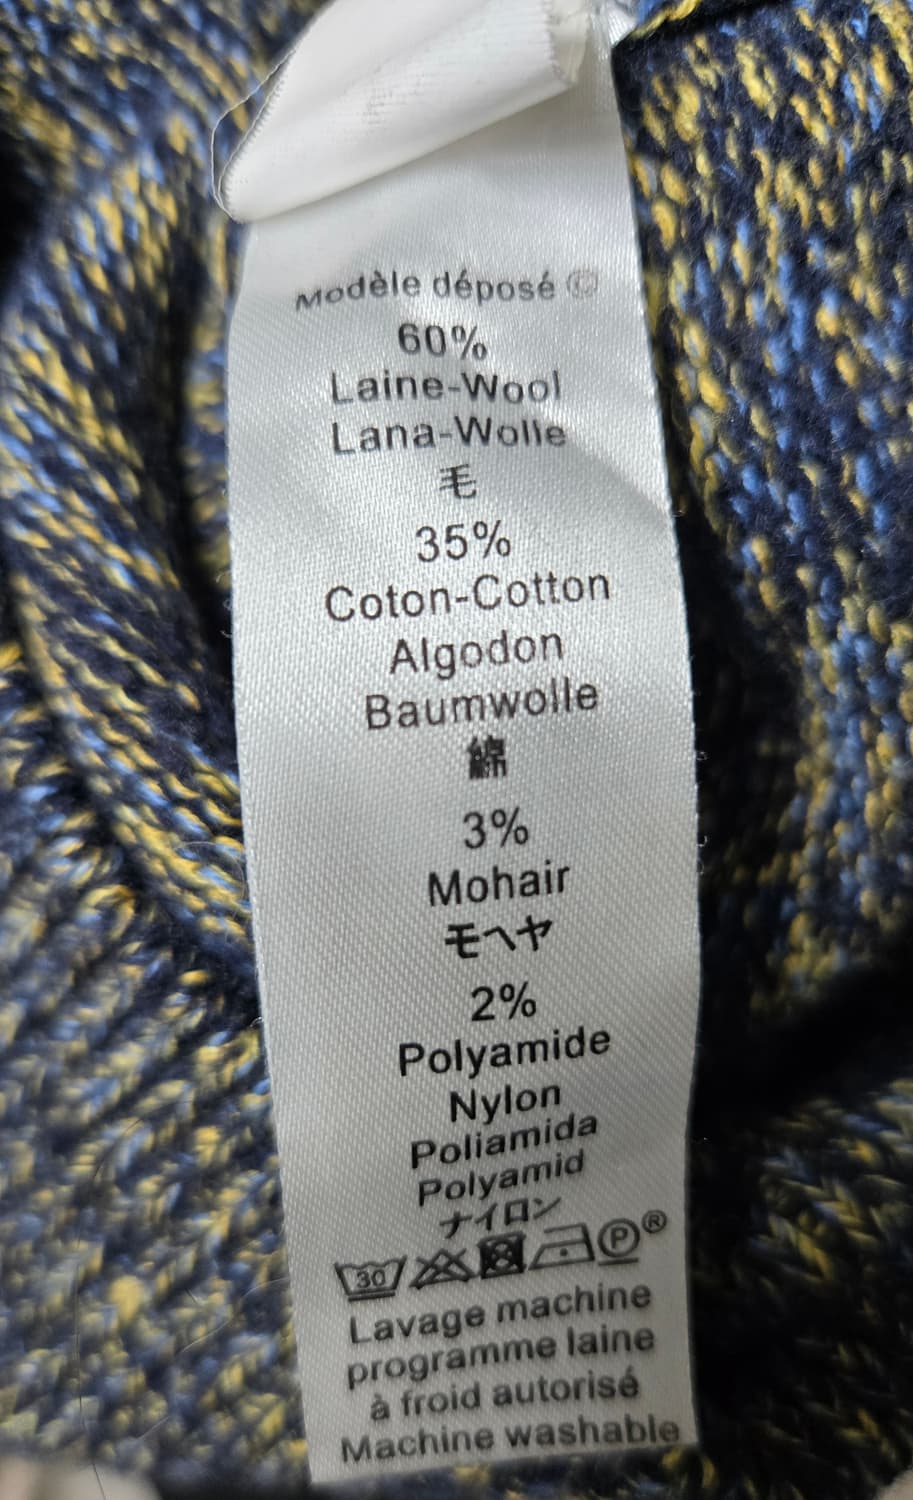 Modèle déposé ©
60%
Laine-Wool
Lana-Wolle
毛
35%
Coton-Cotton
Algodon
Baumwolle
綿
3%
Mohair
モヘヤ
2%
Polyamide
Nylon
Poliamida
Polyamid
ナイロン
30 P ®
Lavage machine
programme laine
à froid autorisé
Machine washable